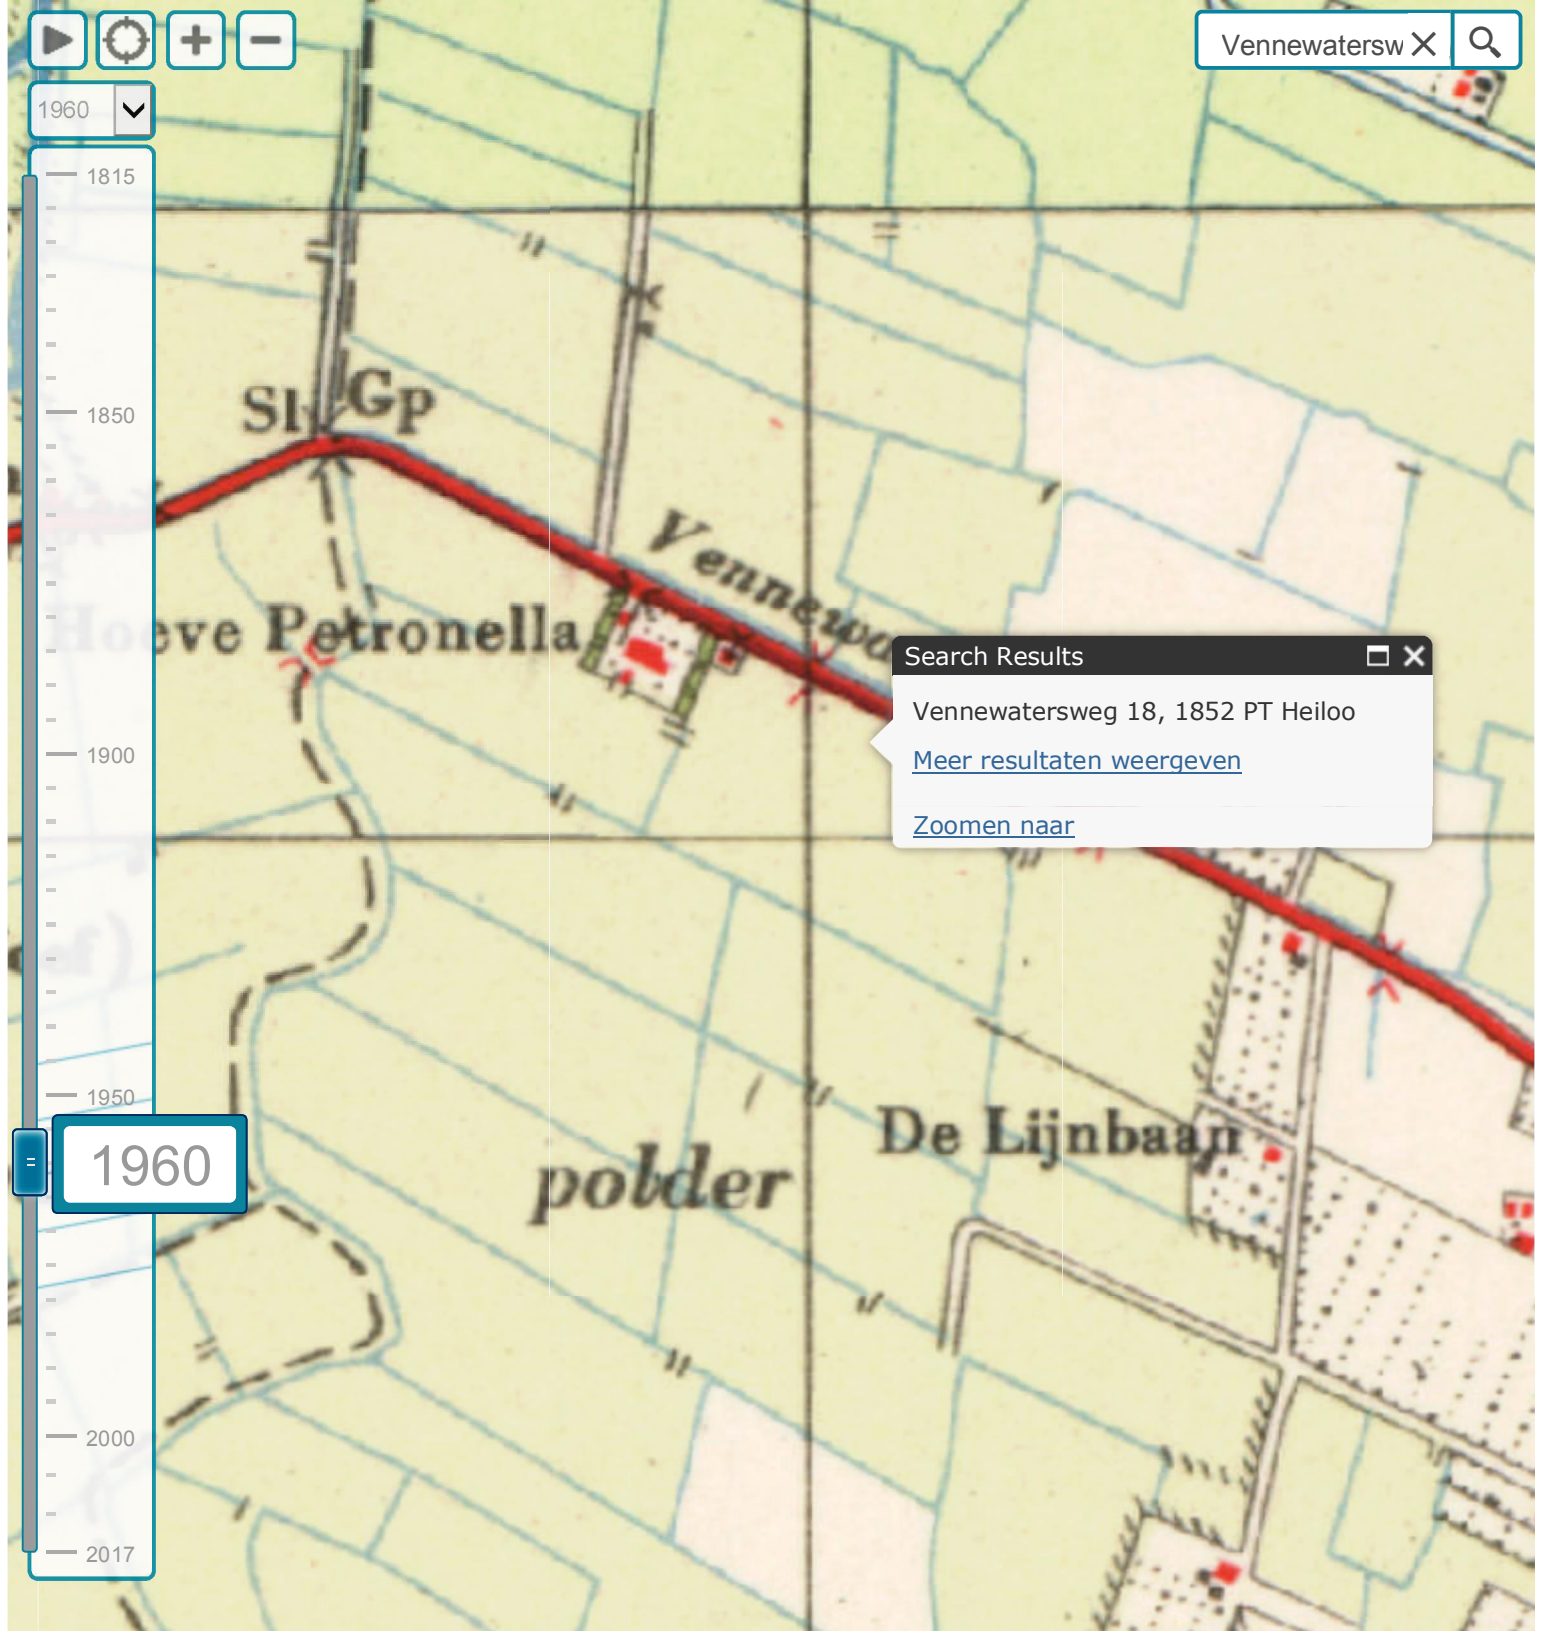 Vennewatersw
1960
1815
1850
1900
1950
1960
2000
2017
Sl Gp
Hoeve Petronella
Vennewa
Search Results
Vennewatersweg 18, 1852 PT Heiloo
Meer resultaten weergeven
Zoomen naar
De Lijnbaan
polder